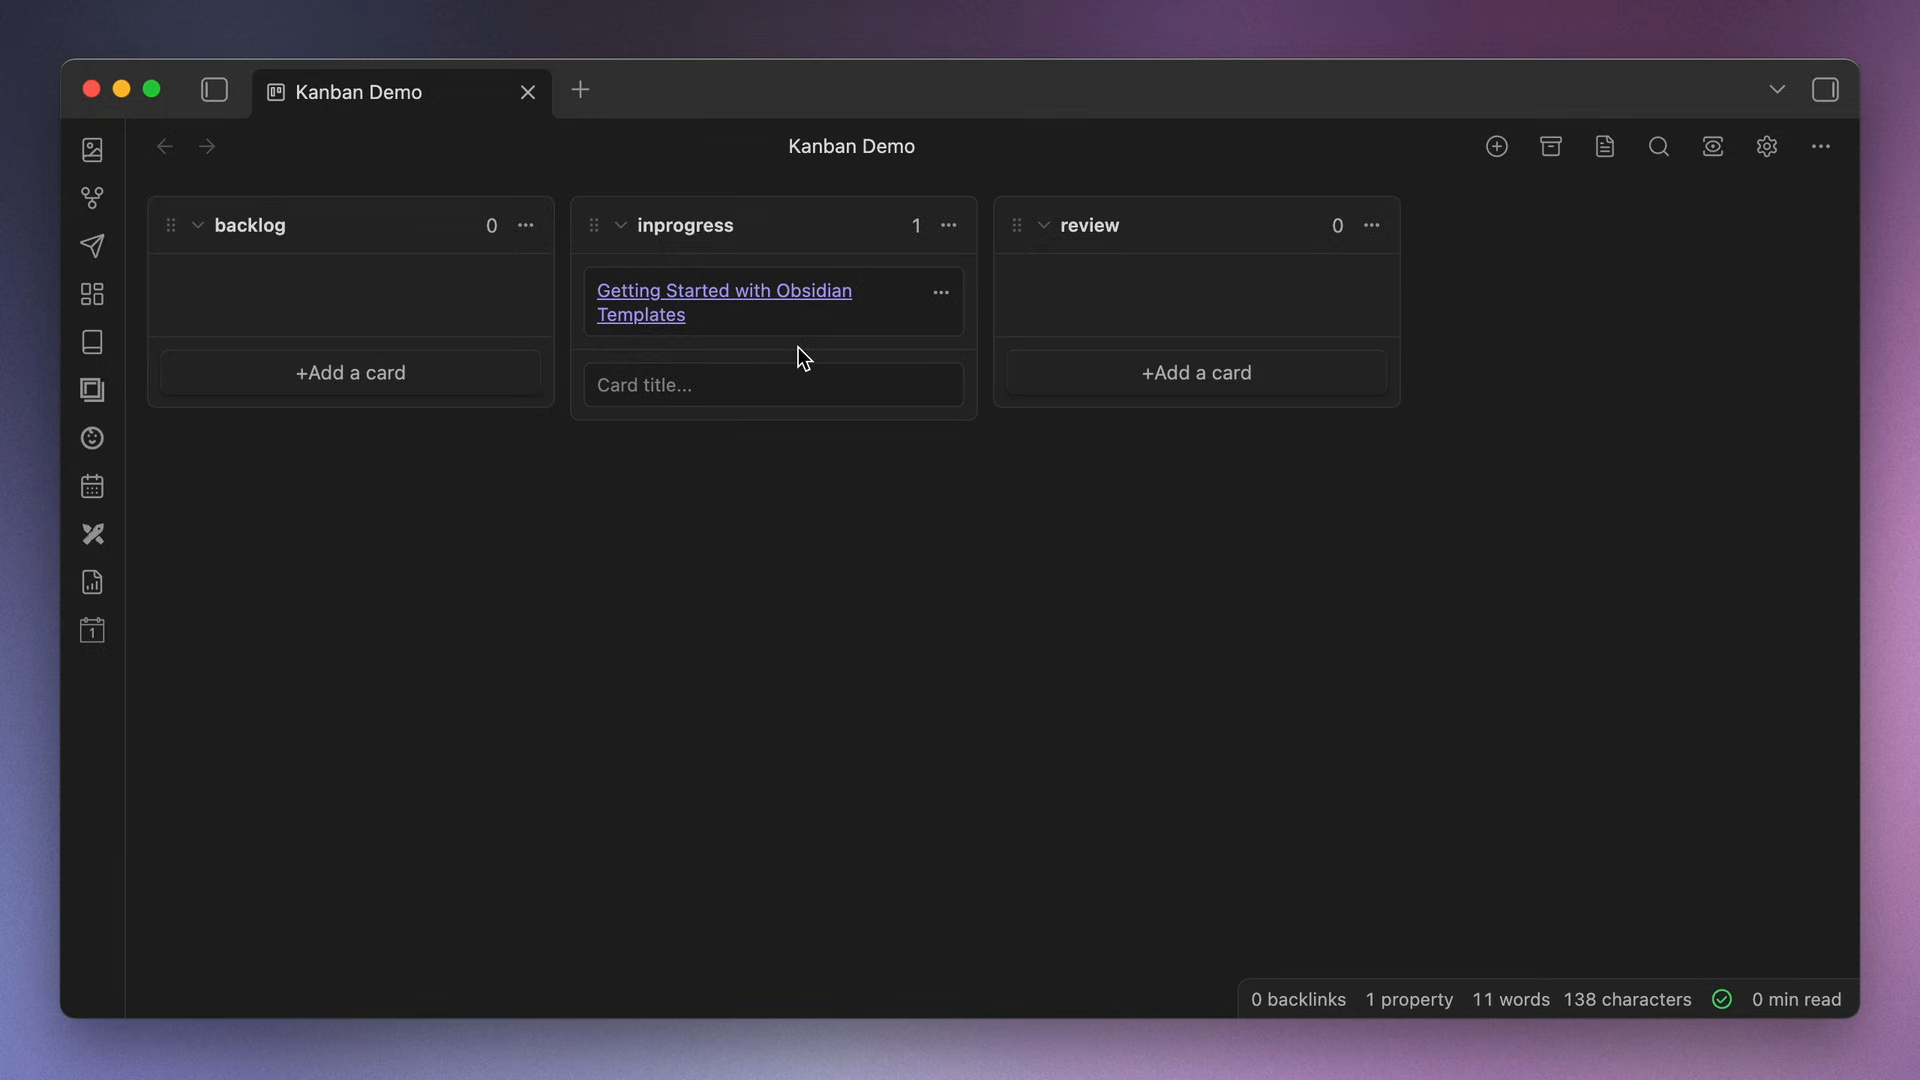 Kanban Demo
Kanban Demo
backlog 0
inprogress 1
review 0
Getting Started with Obsidian
Templates
+Add a card
Card title...
+Add a card
1
0 backlinks 1 property 11 words 138 characters 0 min read